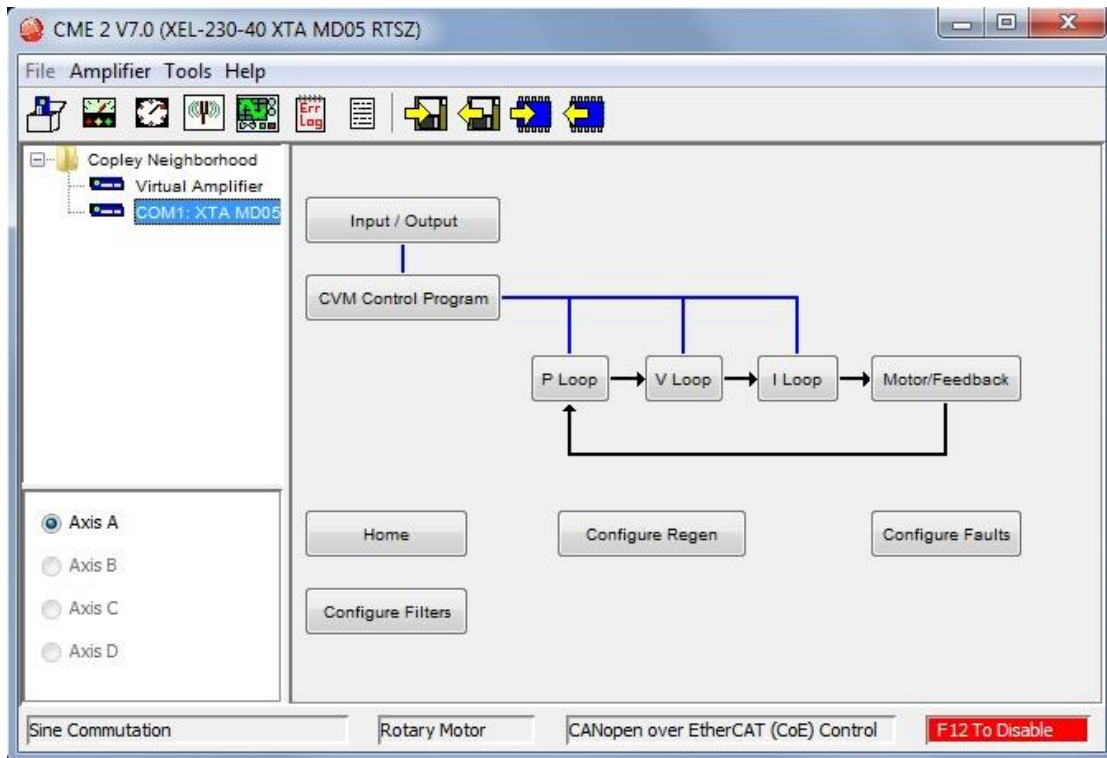 CME 2 V7.0 (XEL-230-40 XTA MD05 RTSZ)
File Amplifier Tools Help
Err
Log
Copley Neighborhood
Virtual Amplifier
COM1: XTA MD05
Input / Output
CVM Control Program
P Loop
V Loop
I Loop
Motor/Feedback
Axis A
Axis B
Axis C
Axis D
Home
Configure Regen
Configure Faults
Configure Filters
Sine Commutation
Rotary Motor
CANopen over EtherCAT (CoE) Control
F12 To Disable